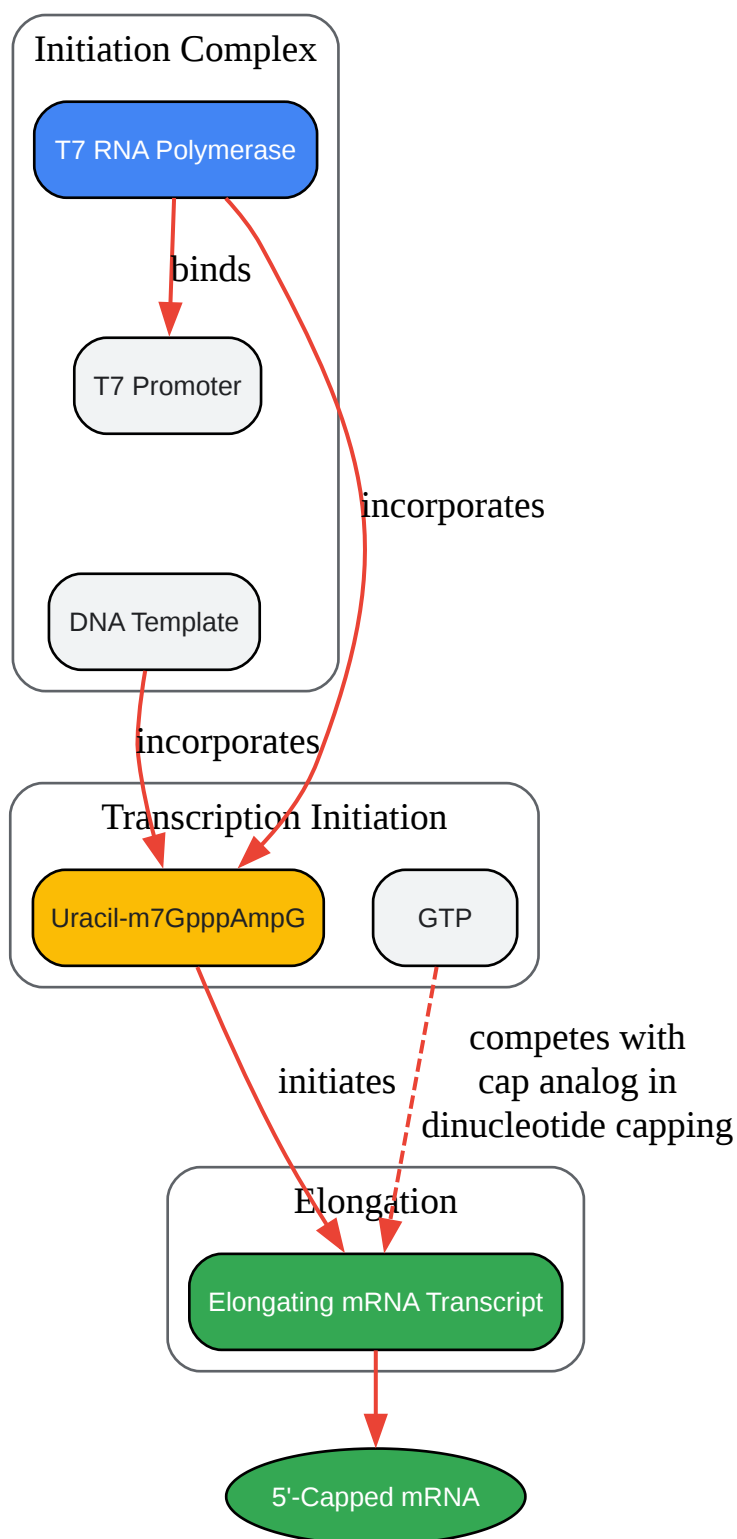 Initiation Complex
T7 RNA Polymerase
binds
T7 Promoter
incorporates
DNA Template
incorporates
Transcription Initiation
Uracil-m7GpppAmpG
GTP
competes with
cap analog in
dinucleotide capping
initiates
Elongation
Elongating mRNA Transcript
5'-Capped mRNA